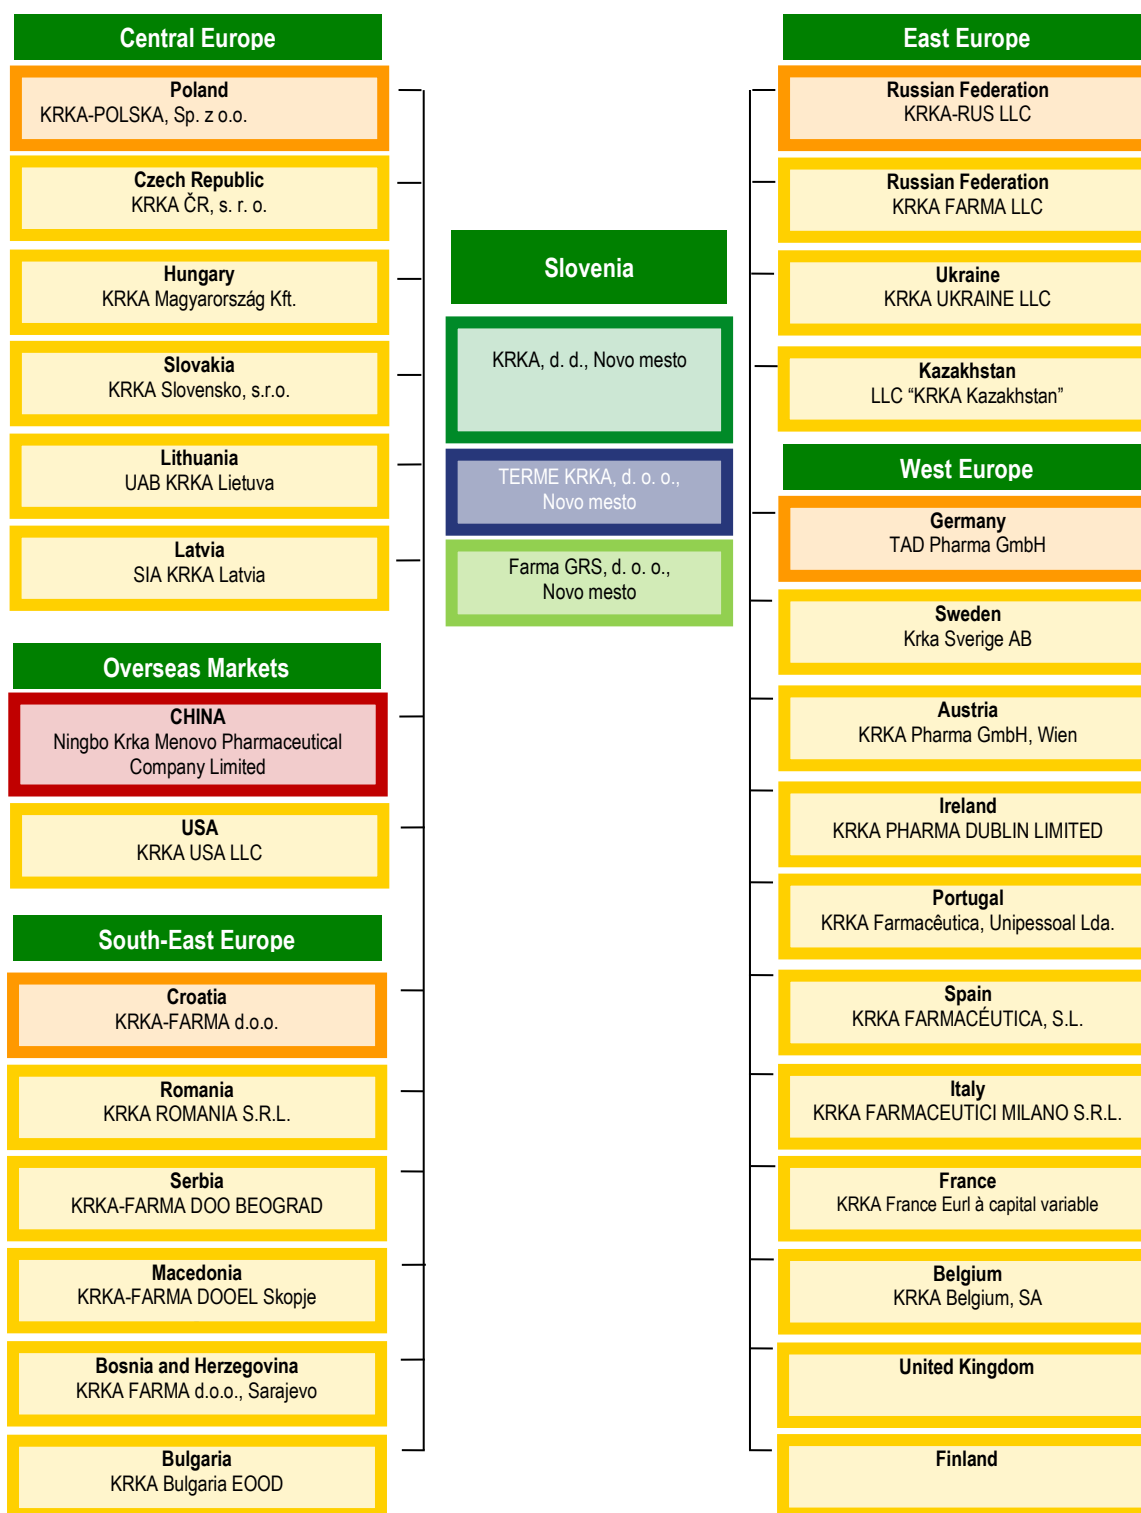 Central Europe
Poland
KRKA-POLSKA, Sp. z o.o.
Czech Republic
KRKA ČR, s. r. o.
Hungary
KRKA Magyarország Kft.
Slovakia
KRKA Slovensko, s.r.o.
Lithuania
UAB KRKA Lietuva
Latvia
SIA KRKA Latvia
Overseas Markets
CHINA
Ningbo Krka Menovo Pharmaceutical
Company Limited
USA
KRKA USA LLC
South-East Europe
Croatia
KRKA-FARMA d.o.o.
Romania
KRKA ROMANIA S.R.L.
Serbia
KRKA-FARMA DOO BEOGRAD
Macedonia
KRKA-FARMA DOOEL Skopje
Bosnia and Herzegovina
KRKA FARMA d.o.o., Sarajevo
Bulgaria
KRKA Bulgaria EOOD
Slovenia
KRKA, d. d., Novo mesto
TERME KRKA, d. o. o.,
Novo mesto
Farma GRS, d. o. o.,
Novo mesto
East Europe
Russian Federation
KRKA-RUS LLC
Russian Federation
KRKA FARMA LLC
Ukraine
KRKA UKRAINE LLC
Kazakhstan
LLC “KRKA Kazakhstan”
West Europe
Germany
TAD Pharma GmbH
Sweden
Krka Sverige AB
Austria
KRKA Pharma GmbH, Wien
Ireland
KRKA PHARMA DUBLIN LIMITED
Portugal
KRKA Farmacêutica, Unipessoal Lda.
Spain
KRKA FARMACÉUTICA, S.L.
Italy
KRKA FARMACEUTICI MILANO S.R.L.
France
KRKA France Eurl à capital variable
Belgium
KRKA Belgium, SA
United Kingdom
Finland